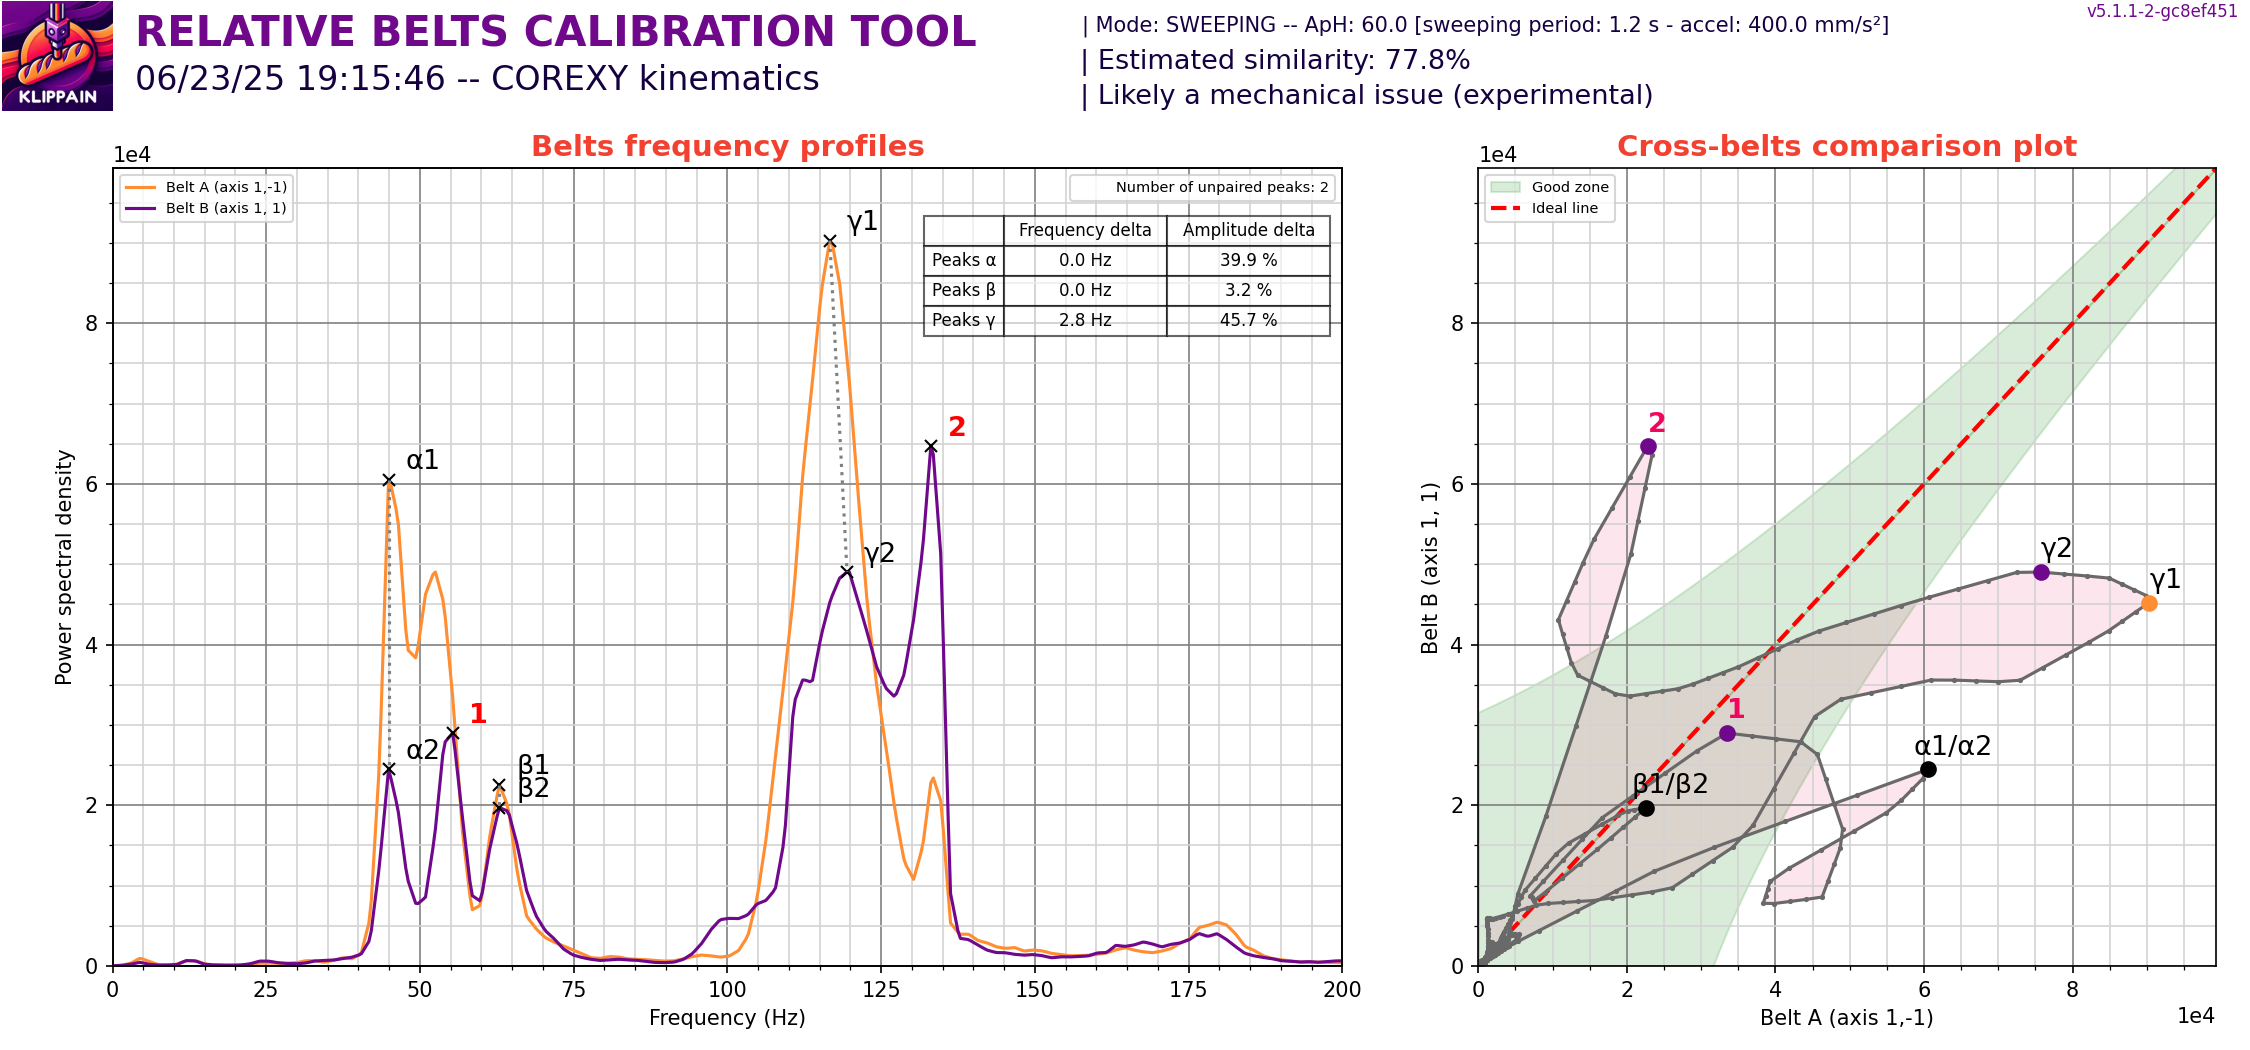 KLIPPAIN
RELATIVE BELTS CALIBRATION TOOL
06/23/25 19:15:46 -- COREXY kinematics
| Mode: SWEEPING -- ApH: 60.0 [sweeping period: 1.2 s - accel: 400.0 mm/s²]
| Estimated similarity: 77.8%
| Likely a mechanical issue (experimental)
v5.1.1-2-gc8ef451
Belts frequency profiles
1e4
Belt A (axis 1,-1)
Belt B (axis 1, 1)
Number of unpaired peaks: 2
Frequency delta Amplitude delta
Peaks α 0.0 Hz 39.9 %
Peaks β 0.0 Hz 3.2 %
Peaks γ 2.8 Hz 45.7 %
γ1
2
γ2
α1
1
α2
β1
β2
Power spectral density
8
6
4
2
0
0 25 50 75 100 125 150 175 200
Frequency (Hz)
Cross-belts comparison plot
1e4
Good zone
Ideal line
2
γ2
γ1
1
α1/α2
β1/β2
Belt B (axis 1, 1)
8
6
4
2
0
0 2 4 6 8
Belt A (axis 1,-1)
1e4